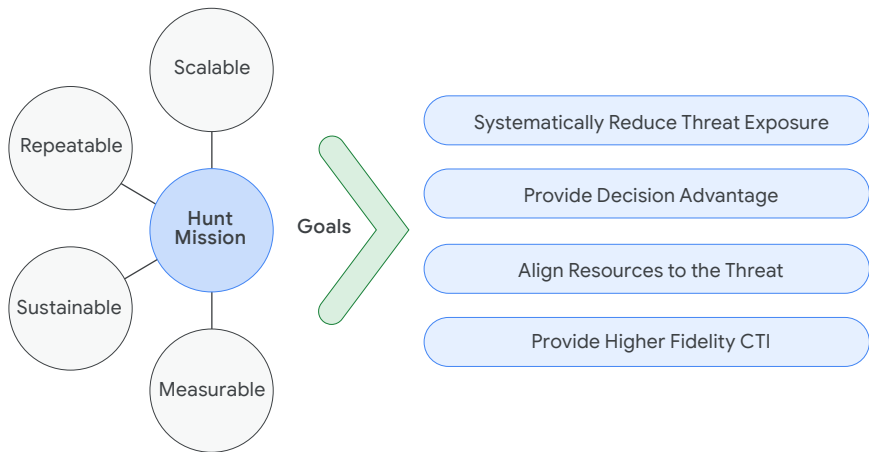 Scalable
Repeatable
Hunt
Mission
Sustainable
Measurable
Goals
Systematically Reduce Threat Exposure
Provide Decision Advantage
Align Resources to the Threat
Provide Higher Fidelity CTI